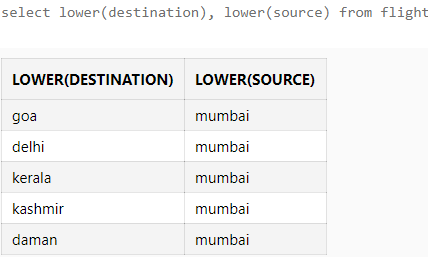 select lower(destination), lower(source) from flight
LOWER(DESTINATION) LOWER(SOURCE)
goa mumbai
delhi mumbai
kerala mumbai
kashmir mumbai
daman mumbai